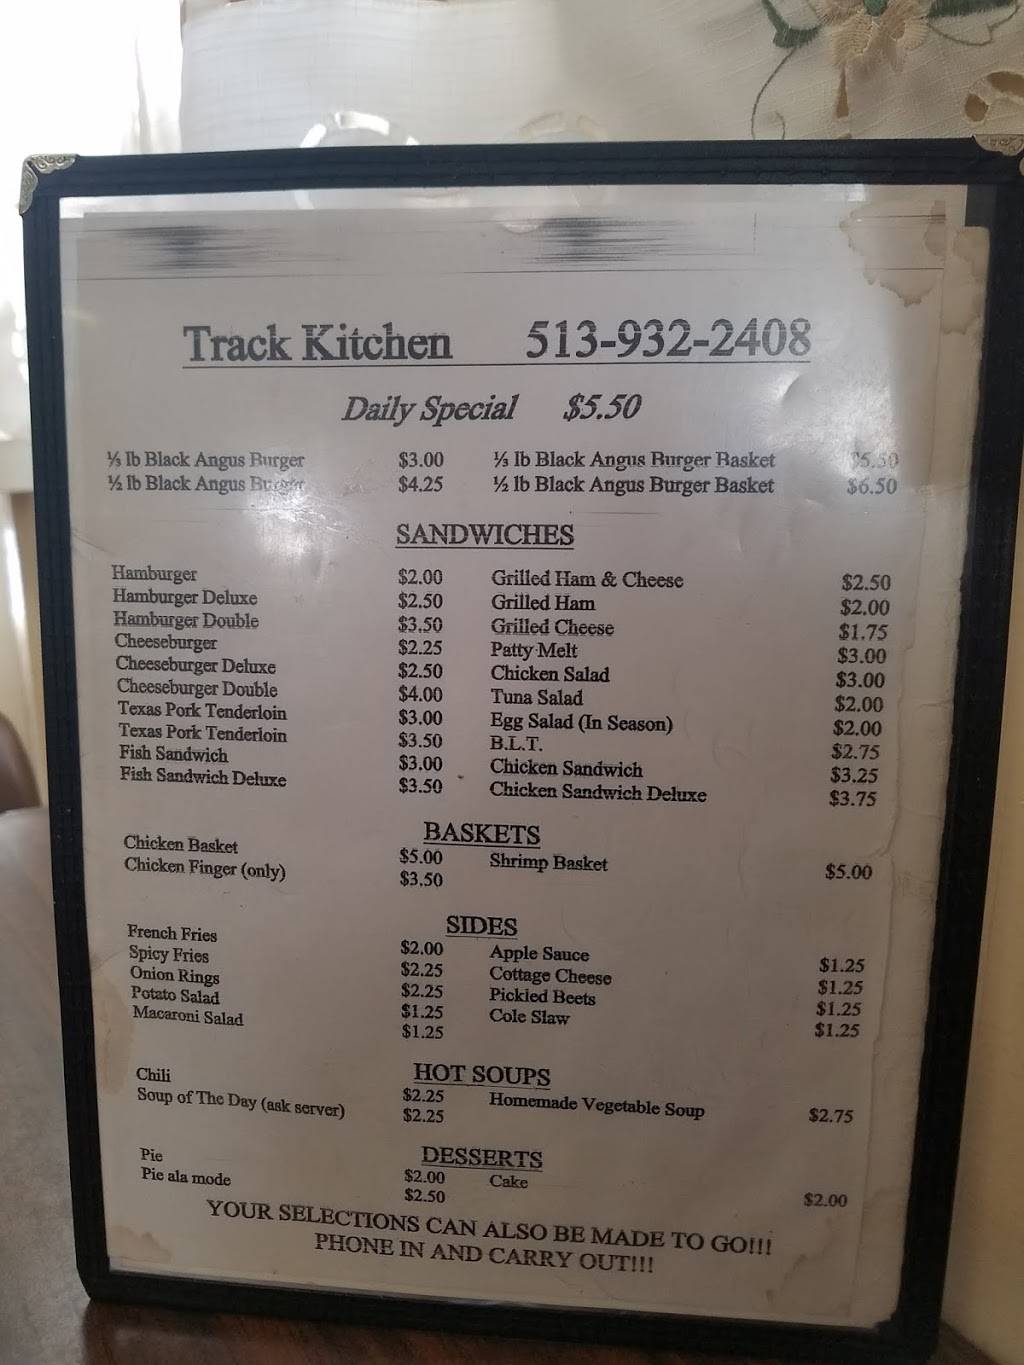 Track Kitchen 513-932-2408
Daily Special $5.50
⅓ lb Black Angus Burger $3.00 ⅓ lb Black Angus Burger Basket $5.50
½ lb Black Angus Burger $4.25 ½ lb Black Angus Burger Basket $6.50
SANDWICHES
Hamburger $2.00 Grilled Ham & Cheese $2.50
Hamburger Deluxe $2.50 Grilled Ham $2.00
Hamburger Double $3.50 Grilled Cheese $1.75
Cheeseburger $2.25 Patty Melt $3.00
Cheeseburger Deluxe $2.50 Chicken Salad $3.00
Cheeseburger Double $4.00 Tuna Salad $2.00
Texas Pork Tenderloin $3.00 Egg Salad (In Season) $2.00
Texas Pork Tenderloin $3.50 B.L.T. $2.75
Fish Sandwich $3.00 Chicken Sandwich $3.25
Fish Sandwich Deluxe $3.50 Chicken Sandwich Deluxe $3.75
BASKETS
Chicken Basket $5.00 Shrimp Basket $5.00
Chicken Finger (only) $3.50
SIDES
French Fries $2.00 Apple Sauce $1.25
Spicy Fries $2.25 Cottage Cheese $1.25
Onion Rings $2.25 Pickled Beets $1.25
Potato Salad $1.25 Cole Slaw $1.25
Macaroni Salad $1.25
HOT SOUPS
Chili $2.25 Homemade Vegetable Soup $2.75
Soup of The Day (ask server) $2.25
DESSERTS
Pie $2.00 Cake $2.00
Pie ala mode $2.50
YOUR SELECTIONS CAN ALSO BE MADE TO GO!!!
PHONE IN AND CARRY OUT!!!